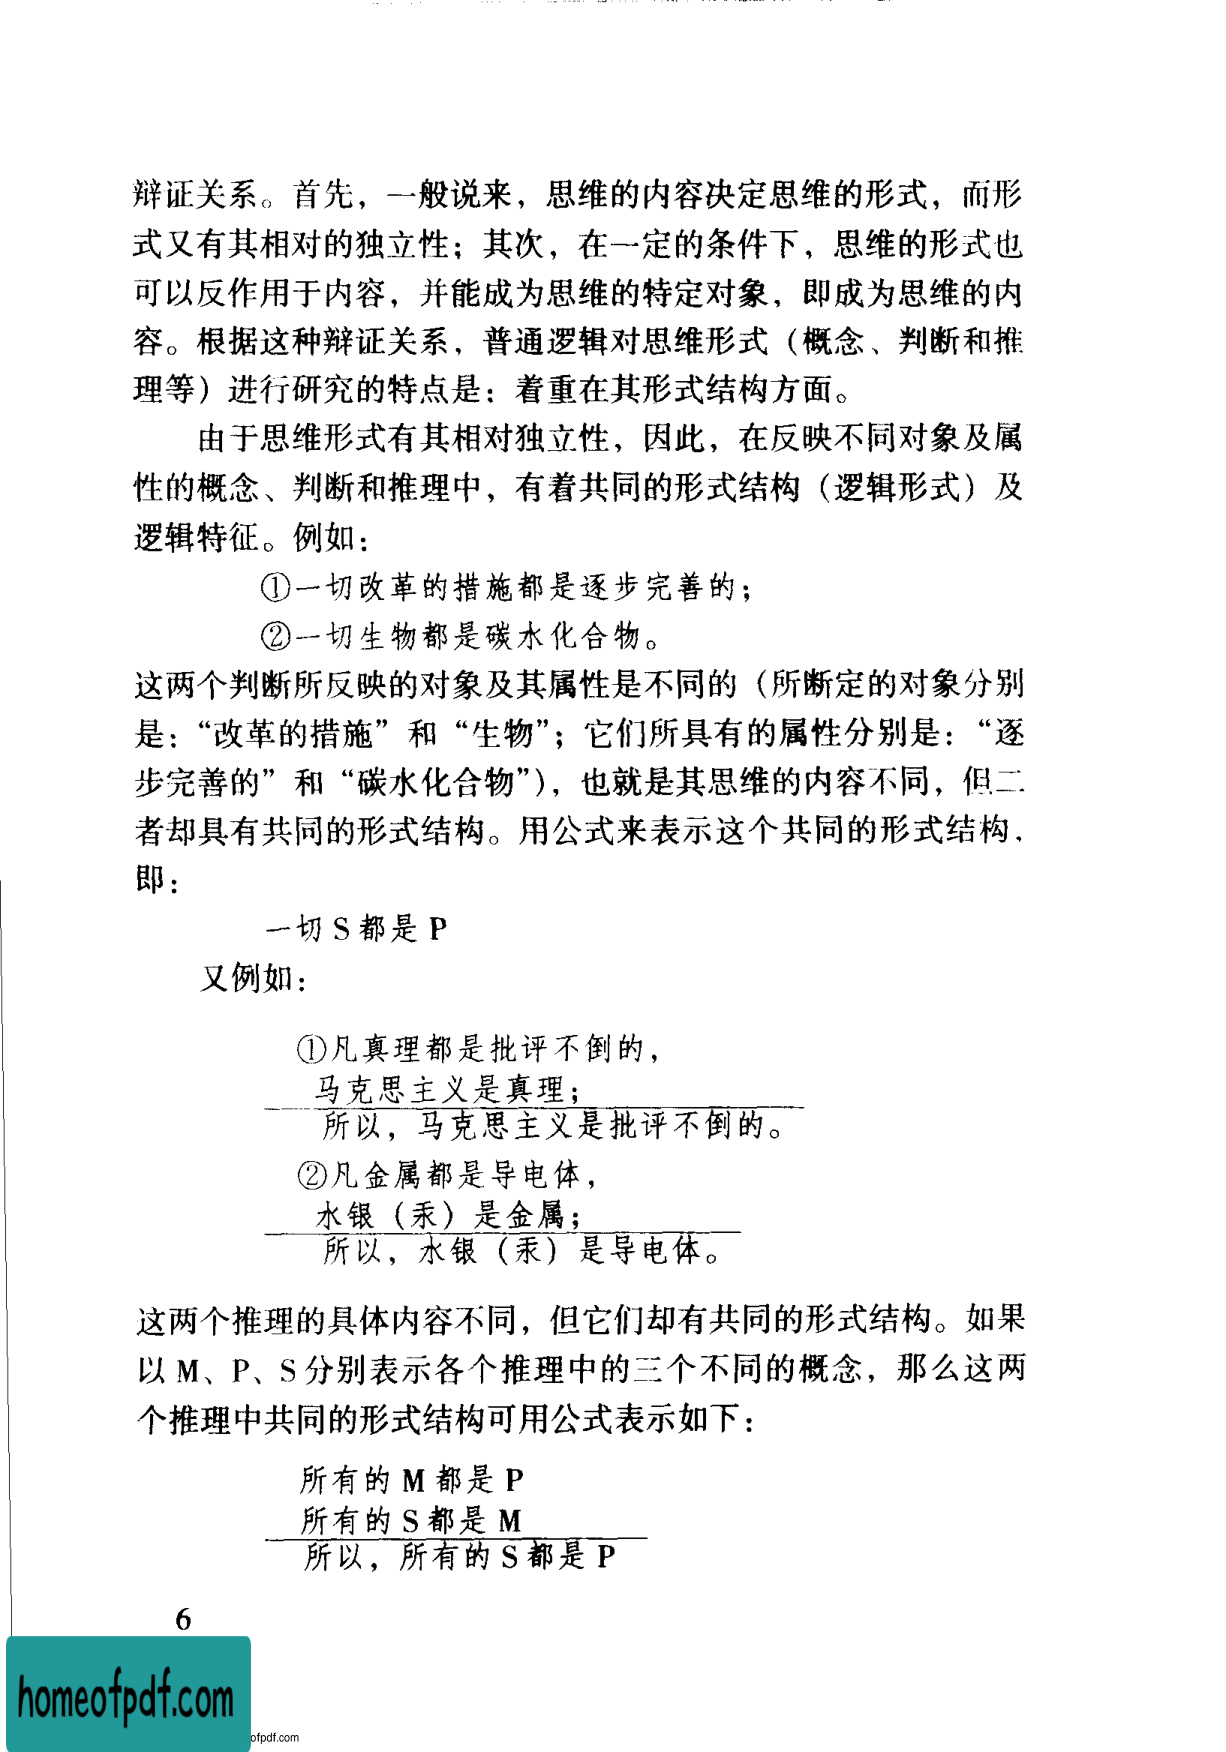 辩证关系。首先，一般说来，思维的内容决定思维的形式，而形
式又有其相对的独立性；其次，在一定的条件下，思维的形式也
可以反作用于内容，并能成为思维的特定对象，即成为思维的内
容。根据这种辩证关系，普通逻辑对思维形式（概念、判断和推
理等）进行研究的特点是：着重在其形式结构方面。
由于思维形式有其相对独立性，因此，在反映不同对象及属
性的概念、判断和推理中，有着共同的形式结构（逻辑形式）及
逻辑特征。例如：
①一切改革的措施都是逐步完善的；
②一切生物都是碳水化合物。
这两个判断所反映的对象及其属性是不同的（所断定的对象分别
是：“改革的措施”和“生物”；它们所具有的属性分别是：“逐
步完善的”和“碳水化合物”），也就是其思维的内容不同，但二
者却具有共同的形式结构。用公式来表示这个共同的形式结构，
即：
一切 S 都是 P
又例如：
①凡真理都是批评不倒的，
马克思主义是真理；
所以，马克思主义是批评不倒的。
②凡金属都是导电体，
水银（汞）是金属；
所以，水银（汞）是导电体。
这两个推理的具体内容不同，但它们却有共同的形式结构。如果
以 M、P、S 分别表示各个推理中的三个不同的概念，那么这两
个推理中共同的形式结构可用公式表示如下：
所有的 M 都是 P
所有的 S 都是 M
所以，所有的 S 都是 P
6
homeofpdf.com
ofpdf.com